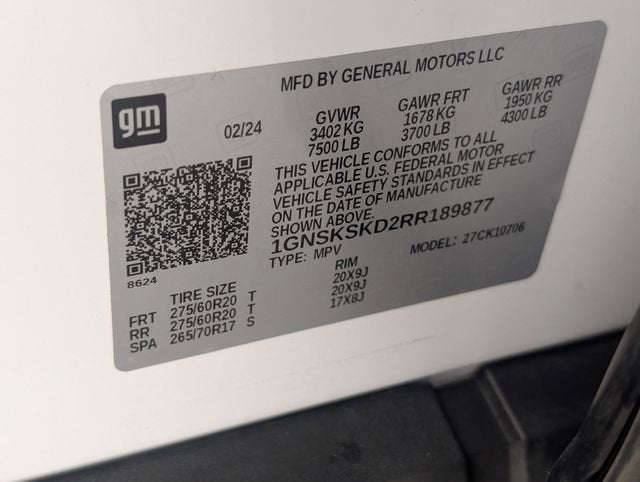 MFD BY GENERAL MOTORS LLC
gm
02/24
GVWR GAWR FRT GAWR RR
3402 KG 1678 KG 1950 KG
7500 LB 3700 LB 4300 LB
THIS VEHICLE CONFORMS TO ALL
APPLICABLE U.S. FEDERAL MOTOR
VEHICLE SAFETY STANDARDS IN EFFECT
ON THE DATE OF MANUFACTURE
SHOWN ABOVE.
1GNSKSKD2RR189877
TYPE: MPV MODEL: 27CK10706
8624
TIRE SIZE RIM
FRT 275/60R20 T 20X9J
RR 275/60R20 T 20X9J
SPA 265/70R17 S 17X8J